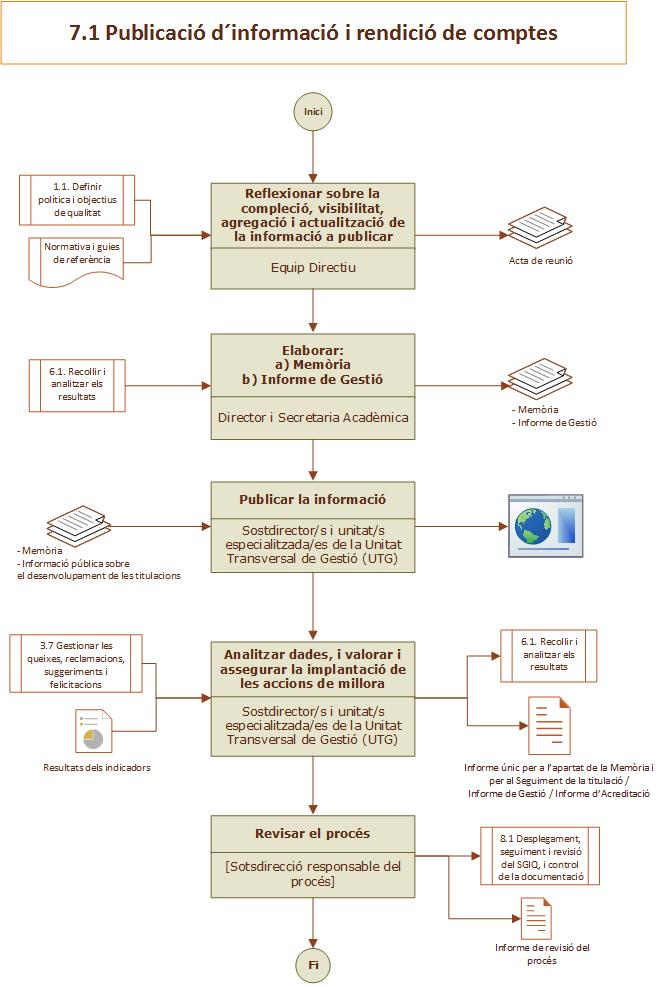 7.1 Publicació d´informació i rendició de comptes
Inici
1.1. Definir
política i objectius
de qualitat
Normativa i guies
de referència
Reflexionar sobre la
compleció, visibilitat,
agregació i actualització de
la informació a publicar
Equip Directiu
Acta de reunió
6.1. Recollir i
analitzar els
resultats
Elaborar:
a) Memòria
b) Informe de Gestió
Director i Secretaria Acadèmica
- Memòria
- Informe de Gestió
- Memòria
- Informació pública sobre
el desenvolupament de les titulacions
Publicar la informació
Sostdirector/s i unitat/s
especialitzada/es de la Unitat
Transversal de Gestió (UTG)
3.7 Gestionar les
queixes, reclamacions,
suggeriments i
felicitacions
Resultats dels indicadors
Analitzar dades, i valorar i
assegurar la implantació de
les accions de millora
Sostdirector/s i unitat/s
especialitzada/es de la Unitat
Transversal de Gestió (UTG)
6.1. Recollir i
analitzar els
resultats
Informe únic per a l'apartat de la Memòria i
per al Seguiment de la titulació /
Informe de Gestió / Informe d'Acreditació
Revisar el procés
[Sotsdirecció responsable del
procés]
8.1 Desplegament,
seguiment i revisió
del SGIQ, i control
de la documentació
Informe de revisió del
procés
Fi